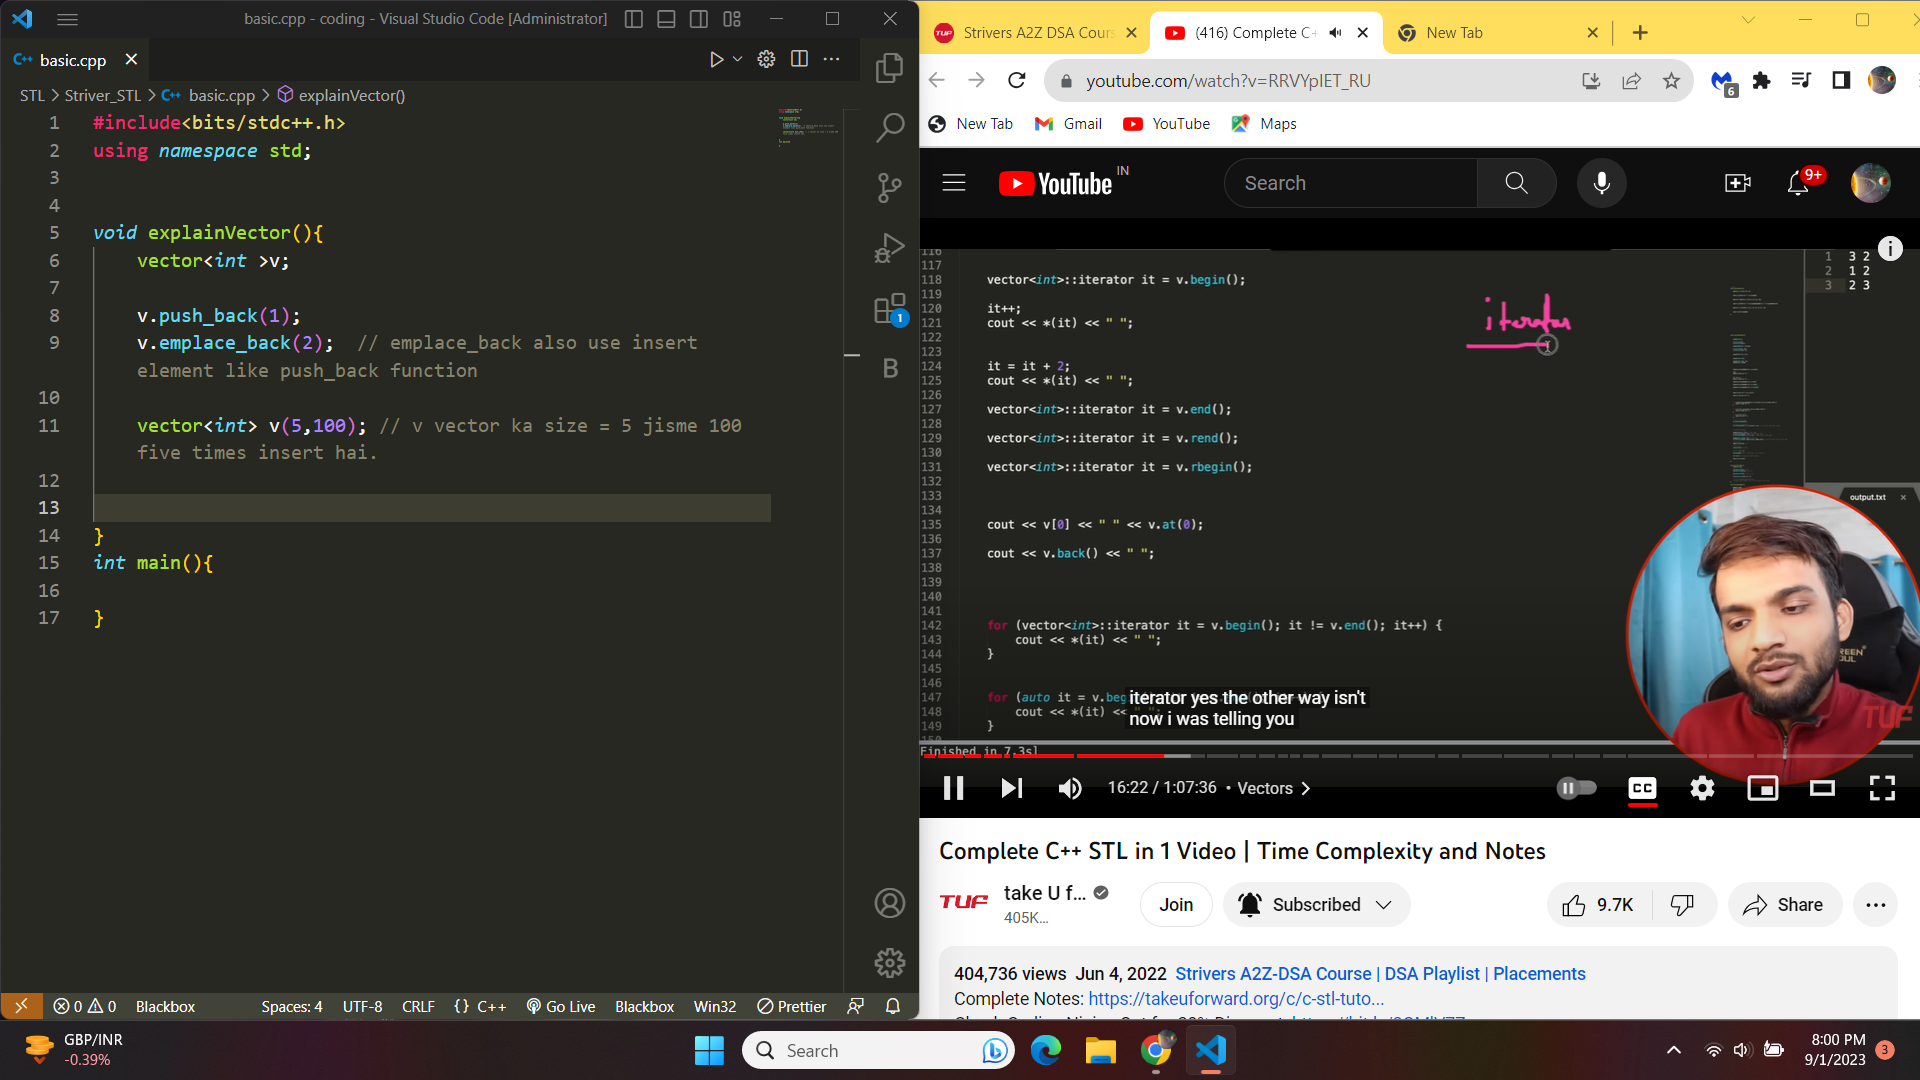 basic.cpp - coding - Visual Studio Code [Administrator]
basic.cpp
STL > Striver_STL > basic.cpp > explainVector()
1 #include<bits/stdc++.h>
2 using namespace std;
3
4
5 void explainVector(){
6 vector<int >v;
7
8 v.push_back(1);
9 v.emplace_back(2); // emplace_back also use insert
element like push_back function
10
11 vector<int> v(5,100); // v vector ka size = 5 jisme 100
five times insert hai.
12
13
14 }
15 int main(){
16
17 }
1
B
0 0 Blackbox Spaces: 4 UTF-8 CRLF {} C++ Go Live Blackbox Win32 Prettier
TUF Strivers A2Z DSA Cours
(416) Complete C+
New Tab
youtube.com/watch?v=RRVYpIET_RU
6
New Tab Gmail YouTube Maps
YouTube IN
Search
9+
116
117
118 vector<int>::iterator it = v.begin();
119
120 it++;
121 cout << *(it) << " ";
122
123
124 it = it + 2;
125 cout << *(it) << " ";
126
127 vector<int>::iterator it = v.end();
128
129 vector<int>::iterator it = v.rend();
130
131 vector<int>::iterator it = v.rbegin();
132
133
134
135 cout << v[0] << " " << v.at(0);
136
137 cout << v.back() << " ";
138
139
140
141
142 for (vector<int>::iterator it = v.begin(); it != v.end(); it++) {
143 cout << *(it) << " ";
144 }
145
146
147 for (auto it = v.beg
148 cout << *(it) <<
149 }
150
iterator
1 3 2
2 1 2
3 2 3
output.txt
TUF
iterator yes the other way isn't
now i was telling you
Finished in 7.3s]
16:22 / 1:07:36 • Vectors >
CC
Complete C++ STL in 1 Video | Time Complexity and Notes
TUF take U f...
405K...
Join
Subscribed
9.7K
Share
404,736 views Jun 4, 2022 Strivers A2Z-DSA Course | DSA Playlist | Placements
Complete Notes: https://takeuforward.org/c/c-stl-tuto...
GBP/INR
-0.39%
Search
8:00 PM
9/1/2023
3